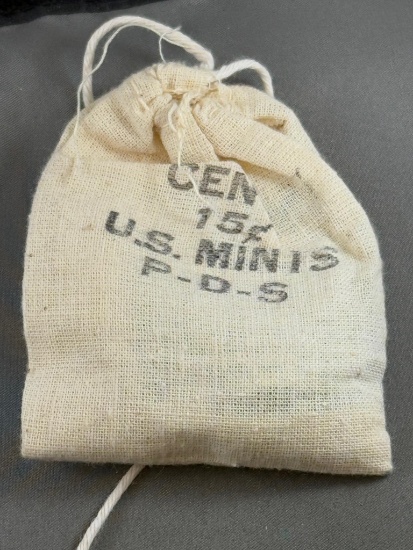 CEN
15¢
U.S. MINTS
P-D-S